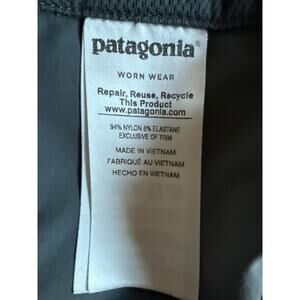 patagonia®
WORN WEAR
Repair, Reuse, Recycle
This Product
www.patagonia.com
94% NYLON 6% ELASTANE
EXCLUSIVE OF TRIM
MADE IN VIETNAM
FABRIQUÉ AU VIETNAM
HECHO EN VIETNAM